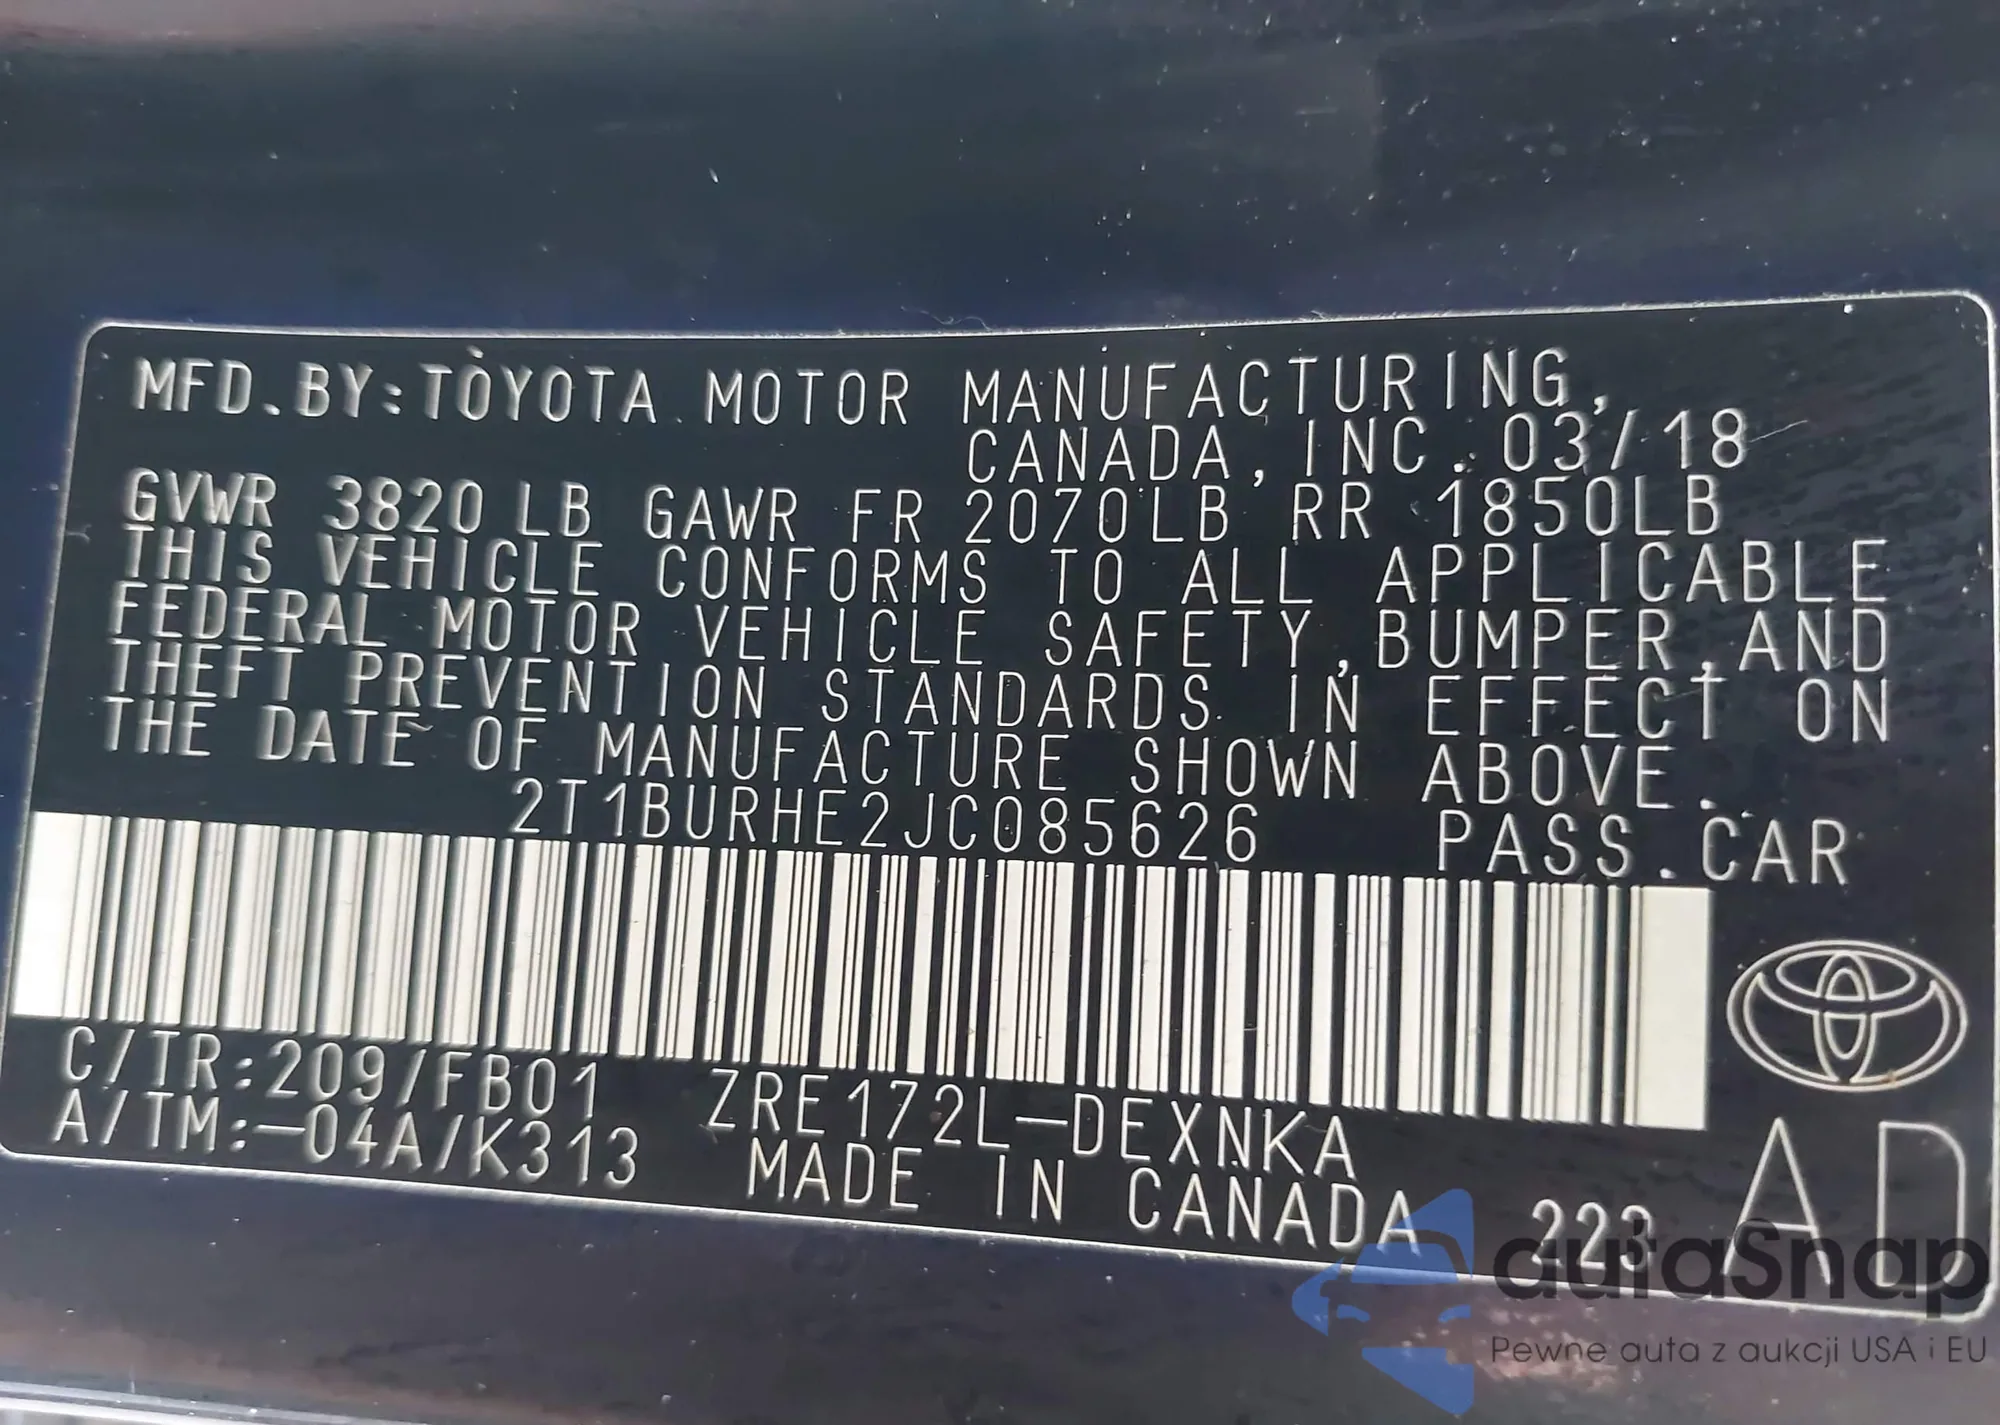 MFD.BY:TOYOTA MOTOR MANUFACTURING,
CANADA,INC. 03/18
GVWR 3820 LB GAWR FR 2070LB RR 1850LB
THIS VEHICLE CONFORMS TO ALL APPLICABLE
FEDERAL MOTOR VEHICLE SAFETY,BUMPER,AND
THEFT PREVENTION STANDARDS IN EFFECT ON
THE DATE OF MANUFACTURE SHOWN ABOVE.
2T1BURHE2JC085626 PASS.CAR
C/TR:209/FB01 ZRE172L-DEXNKA
A/TM:-04A/K313 MADE IN CANADA 223 AD
autaSnap
Pewne auta z aukcji USA i EU